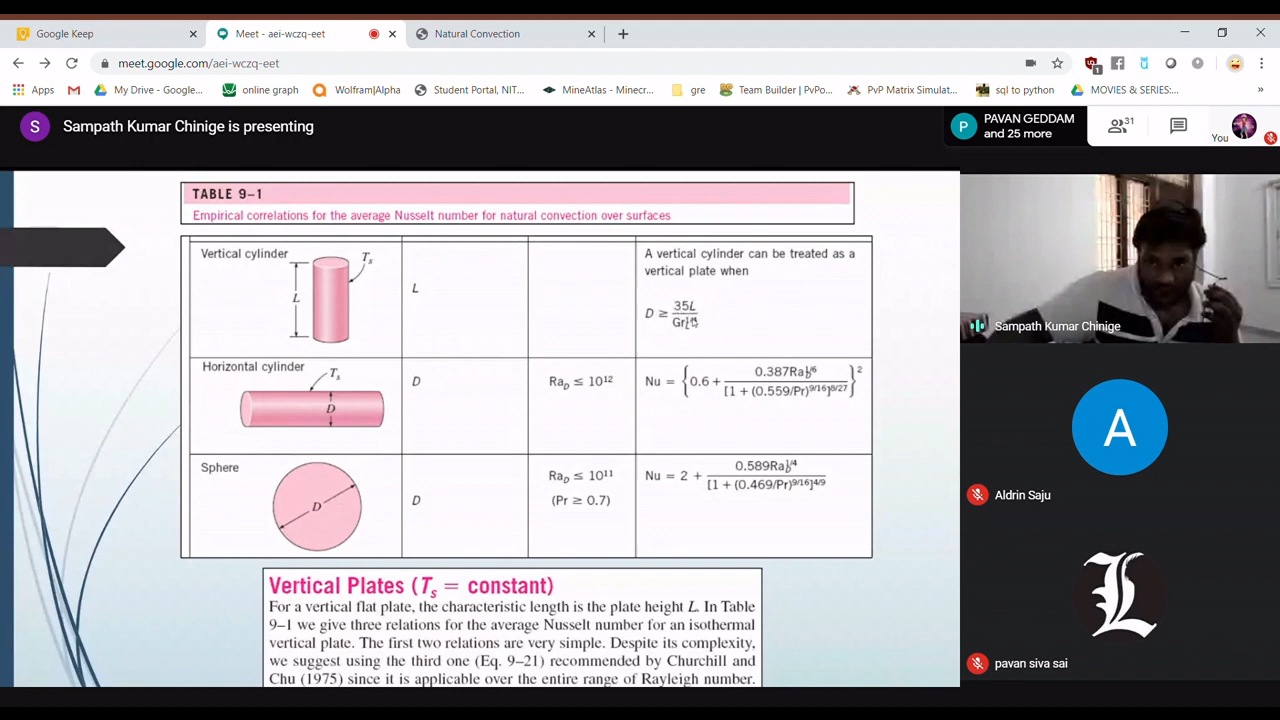 Google Keep
Meet - aei-wczq-eet
Natural Convection
meet.google.com/aei-wczq-eet
1
Apps
My Drive - Google...
online graph
Wolfram|Alpha
Student Portal, NIT...
MineAtlas - Minecr...
gre
Team Builder | PvPo...
PvP Matrix Simulat...
sql to python
MOVIES & SERIES:...
»
S
Sampath Kumar Chinige is presenting
P
PAVAN GEDDAM
and 25 more
31
You
TABLE 9–1
Empirical correlations for the average Nusselt number for natural convection over surfaces
Vertical cylinder
Ts
L
L
A vertical cylinder can be treated as a
vertical plate when
D ≥ 35L / GrL^1/4
Horizontal cylinder
Ts
D
D
RaD ≤ 10^12
Nu = {0.6 + 0.387RaD^1/6 / [1 + (0.559/Pr)^9/16]^8/27}^2
Sphere
D
D
RaD ≤ 10^11
(Pr ≥ 0.7)
Nu = 2 + 0.589RaD^1/4 / [1 + (0.469/Pr)^9/16]^4/9
Vertical Plates (Ts = constant)
For a vertical flat plate, the characteristic length is the plate height L. In Table
9–1 we give three relations for the average Nusselt number for an isothermal
vertical plate. The first two relations are very simple. Despite its complexity,
we suggest using the third one (Eq. 9–21) recommended by Churchill and
Chu (1975) since it is applicable over the entire range of Rayleigh number.
Sampath Kumar Chinige
A
Aldrin Saju
L
pavan siva sai